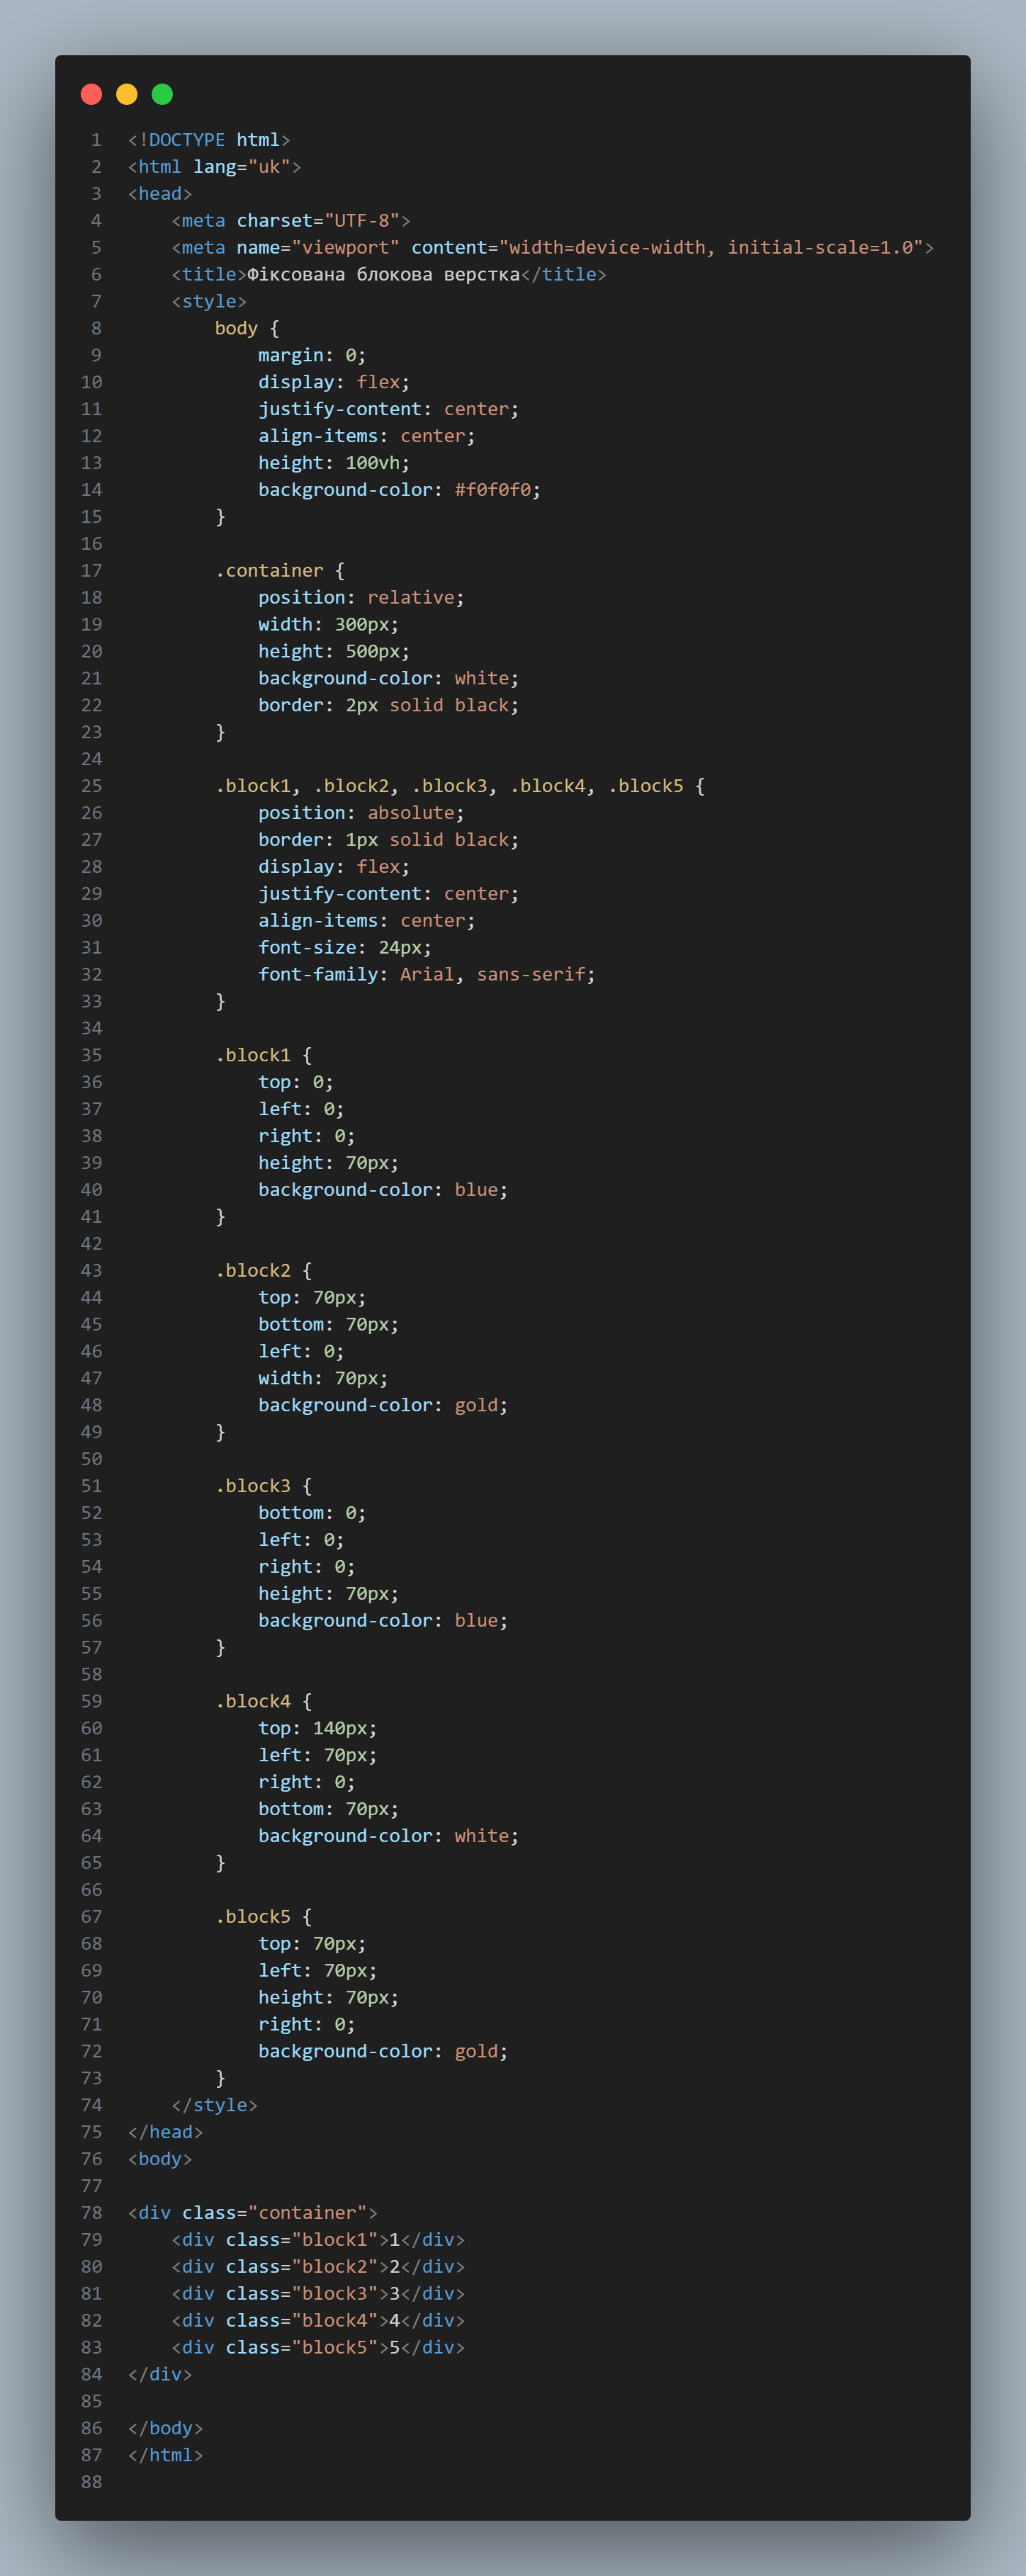 1 <!DOCTYPE html>
2 <html lang="uk">
3 <head>
4     <meta charset="UTF-8">
5     <meta name="viewport" content="width=device-width, initial-scale=1.0">
6     <title>Фіксована блокова верстка</title>
7     <style>
8         body {
9             margin: 0;
10             display: flex;
11             justify-content: center;
12             align-items: center;
13             height: 100vh;
14             background-color: #f0f0f0;
15         }
16
17         .container {
18             position: relative;
19             width: 300px;
20             height: 500px;
21             background-color: white;
22             border: 2px solid black;
23         }
24
25         .block1, .block2, .block3, .block4, .block5 {
26             position: absolute;
27             border: 1px solid black;
28             display: flex;
29             justify-content: center;
30             align-items: center;
31             font-size: 24px;
32             font-family: Arial, sans-serif;
33         }
34
35         .block1 {
36             top: 0;
37             left: 0;
38             right: 0;
39             height: 70px;
40             background-color: blue;
41         }
42
43         .block2 {
44             top: 70px;
45             bottom: 70px;
46             left: 0;
47             width: 70px;
48             background-color: gold;
49         }
50
51         .block3 {
52             bottom: 0;
53             left: 0;
54             right: 0;
55             height: 70px;
56             background-color: blue;
57         }
58
59         .block4 {
60             top: 140px;
61             left: 70px;
62             right: 0;
63             bottom: 70px;
64             background-color: white;
65         }
66
67         .block5 {
68             top: 70px;
69             left: 70px;
70             height: 70px;
71             right: 0;
72             background-color: gold;
73         }
74     </style>
75 </head>
76 <body>
77
78 <div class="container">
79     <div class="block1">1</div>
80     <div class="block2">2</div>
81     <div class="block3">3</div>
82     <div class="block4">4</div>
83     <div class="block5">5</div>
84 </div>
85
86 </body>
87 </html>
88